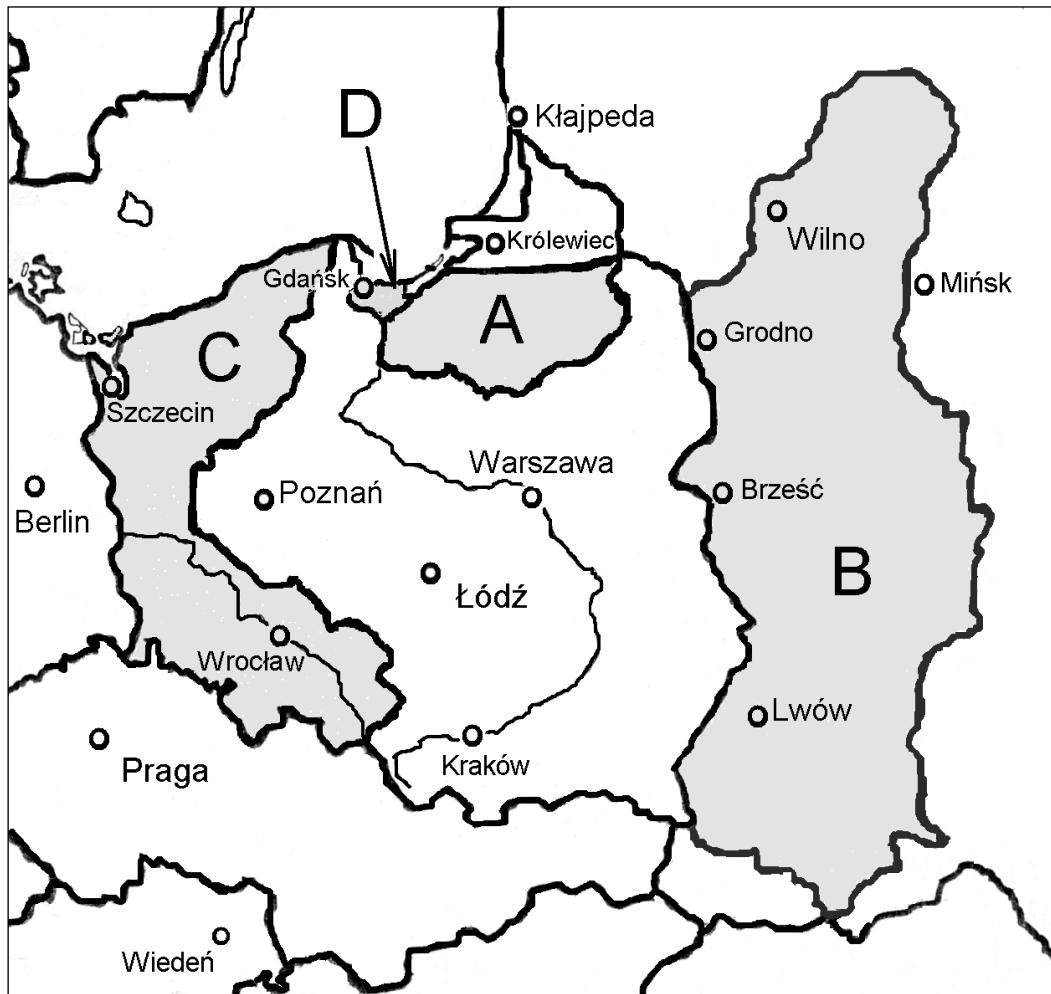 D
Kłajpeda
Wilno
Królewiec
Gdańsk
Mińsk
A
Grodno
C
Szczecin
Warszawa
Poznań
Brześć
Berlin
B
Łódź
Wrocław
Lwów
Kraków
Praga
Wiedeń